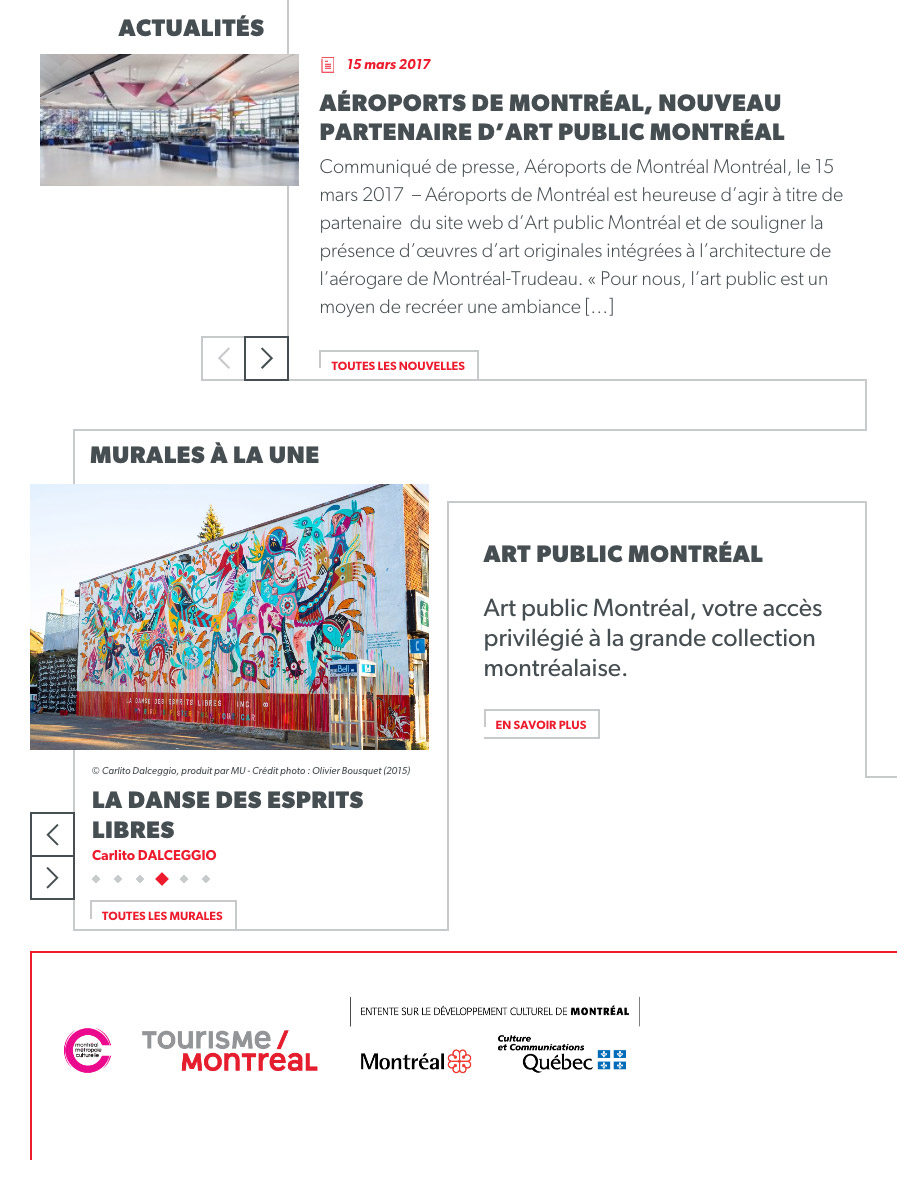 ACTUALITÉS
15 mars 2017
AÉROPORTS DE MONTRÉAL, NOUVEAU
PARTENAIRE D’ART PUBLIC MONTRÉAL
Communiqué de presse, Aéroports de Montréal Montréal, le 15
mars 2017 – Aéroports de Montréal est heureuse d’agir à titre de
partenaire du site web d’Art public Montréal et de souligner la
présence d’œuvres d’art originales intégrées à l’architecture de
l’aérogare de Montréal-Trudeau. « Pour nous, l’art public est un
moyen de recréer une ambiance […]
TOUTES LES NOUVELLES
MURALES À LA UNE
Bell
LA DANSE DES ESPRITS LIBRES
© Carlito Dalceggio, produit par MU - Crédit photo : Olivier Bousquet (2015)
LA DANSE DES ESPRITS
LIBRES
Carlito DALCEGGIO
TOUTES LES MURALES
ART PUBLIC MONTRÉAL
Art public Montréal, votre accès
privilégié à la grande collection
montréalaise.
EN SAVOIR PLUS
montréal
métropole
culturelle
TOURISME /
MONTRÉAL
ENTENTE SUR LE DÉVELOPPEMENT CULTUREL DE MONTRÉAL
Montréal
Culture
et Communications
Québec